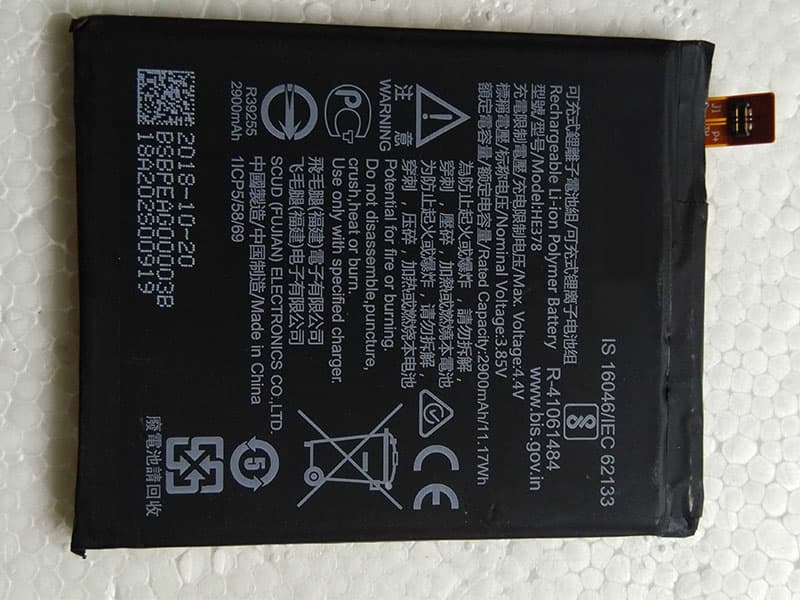 IS 16046/IEC 62133
R-41061484
www.bis.gov.in
可充式鋰離子電池組/可充式锂离子电池组
Rechargeable Li-ion Polymer Battery
型號/型号/Model:HE378
充電限制電壓/充电限制电压/Max. Voltage:4.4V
標稱電壓/标称电压/Nominal Voltage:3.85V
額定電容量/额定电容量/Rated Capacity:2900mAh/11.17Wh
注意
WARNING
為防止起火或爆炸，請勿拆解，
穿刺，壓碎，加熱或燃燒本電池
为防止起火或爆炸，请勿拆解，
穿刺，压碎，加热或燃烧本电池
Potential for fire or burning.
Do not disassemble,puncture,
crush,heat or burn.
Use only with specified charger.
飛毛腿(福建)電子有限公司
飞毛腿(福建)电子有限公司
SCUD (FUJIAN) ELECTRONICS CO.,LTD.
中國製造/中国制造/Made in China
1ICP5/58/69
PC
CE
R39295
2900mAh
5
2018-10-20
BSBPEAG00003B
18A202S00919
廢電池請回收
J1
P+